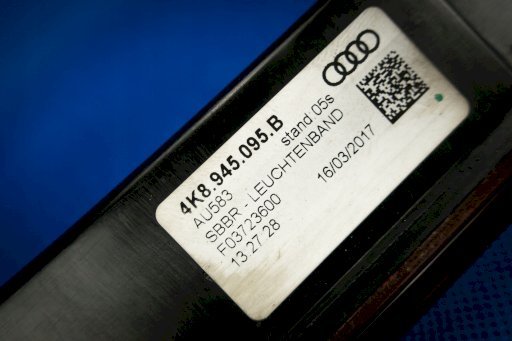 4K8.945.095.B
stand 05s
AU583
SBBR - LEUCHTENBAND
F03723600
16/03/2017
13 27 28